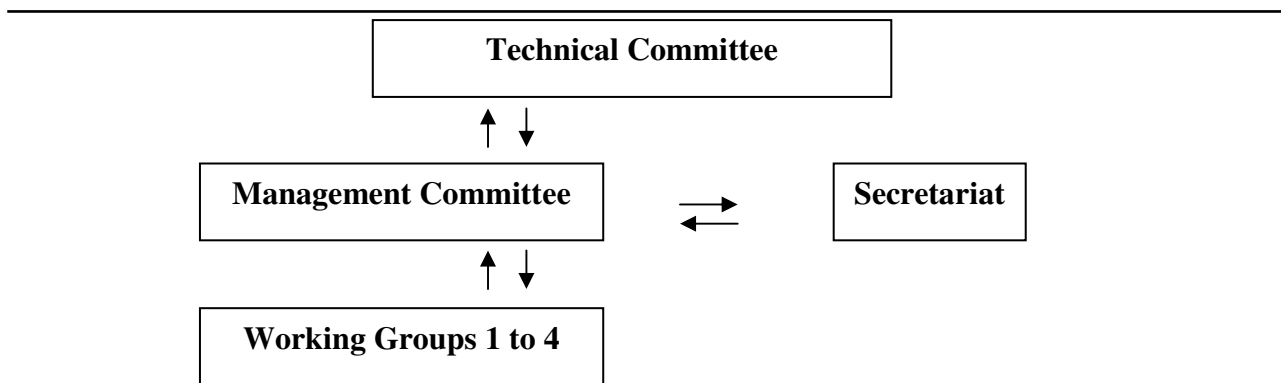 Technical Committee
Management Committee
Secretariat
Working Groups 1 to 4